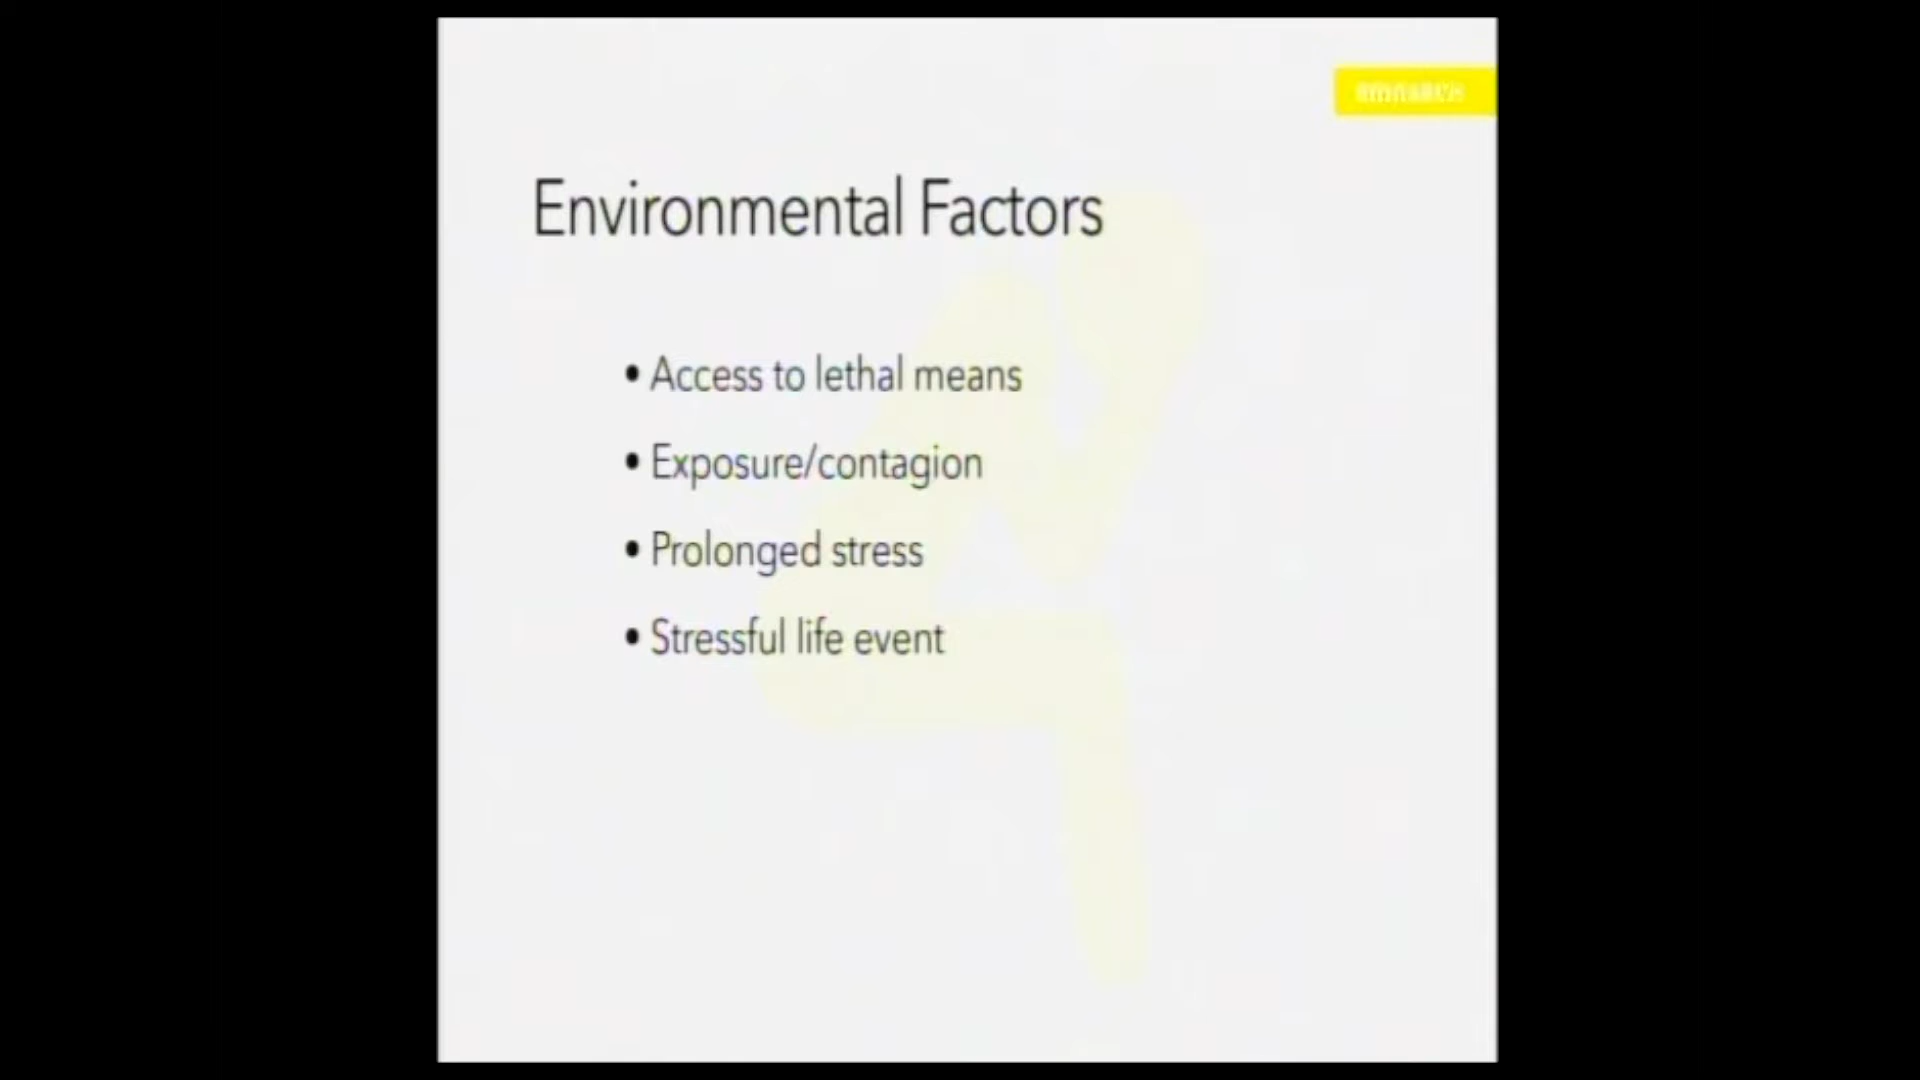 Environmental Factors
• Access to lethal means
• Exposure/contagion
• Prolonged stress
• Stressful life event